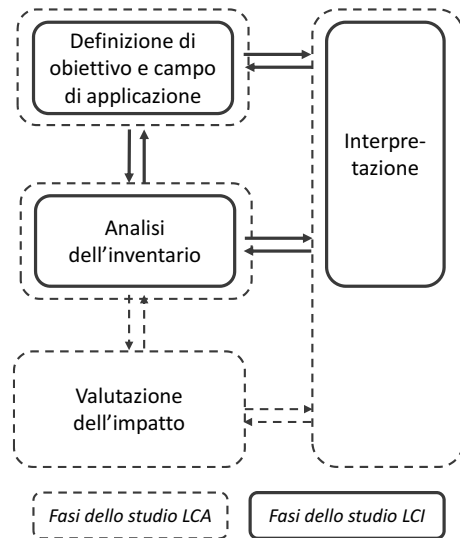 Definizione di
obiettivo e campo
di applicazione
Interpre-
tazione
Analisi
dell’inventario
Valutazione
dell’impatto
Fasi dello studio LCA
Fasi dello studio LCI